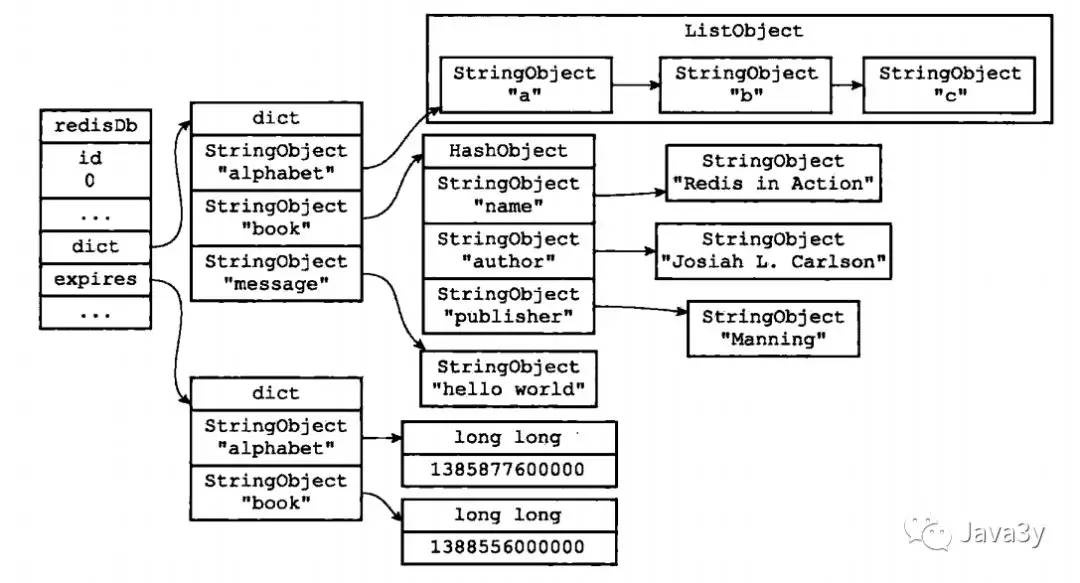 redisDb
id
0
...
dict
expires
...
dict
StringObject
"alphabet"
StringObject
"book"
StringObject
"message"
ListObject
StringObject
"a"
StringObject
"b"
StringObject
"c"
HashObject
StringObject
"name"
StringObject
"author"
StringObject
"publisher"
StringObject
"Redis in Action"
StringObject
"Josiah L. Carlson"
StringObject
"Manning"
StringObject
"hello world"
dict
StringObject
"alphabet"
StringObject
"book"
long long
1385877600000
long long
1388556000000
Java3y